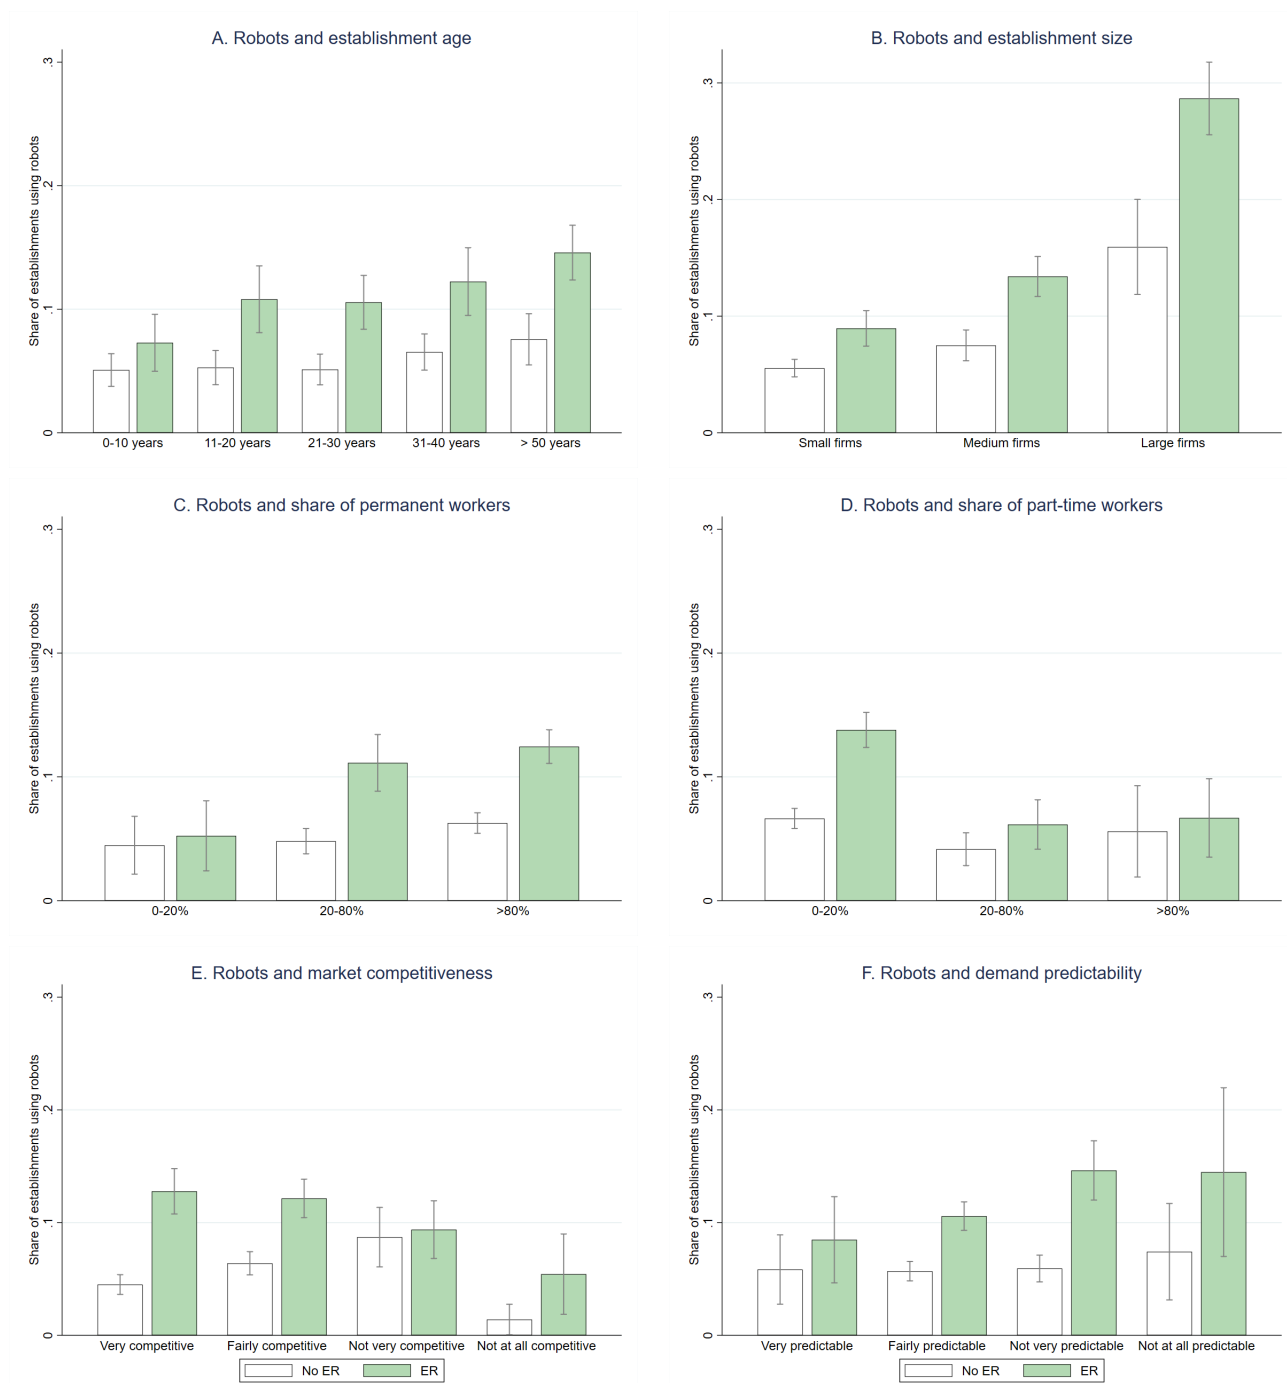 A. Robots and establishment age
Share of establishments using robots
.3
.2
.1
0
0-10 years 11-20 years 21-30 years 31-40 years > 50 years
B. Robots and establishment size
Share of establishments using robots
.3
.2
.1
0
Small firms Medium firms Large firms
C. Robots and share of permanent workers
Share of establishments using robots
.3
.2
.1
0
0-20% 20-80% >80%
D. Robots and share of part-time workers
Share of establishments using robots
.3
.2
.1
0
0-20% 20-80% >80%
E. Robots and market competitiveness
Share of establishments using robots
.3
.2
.1
0
Very competitive Fairly competitive Not very competitive Not at all competitive
No ER ER
F. Robots and demand predictability
Share of establishments using robots
.3
.2
.1
0
Very predictable Fairly predictable Not very predictable Not at all predictable
No ER ER